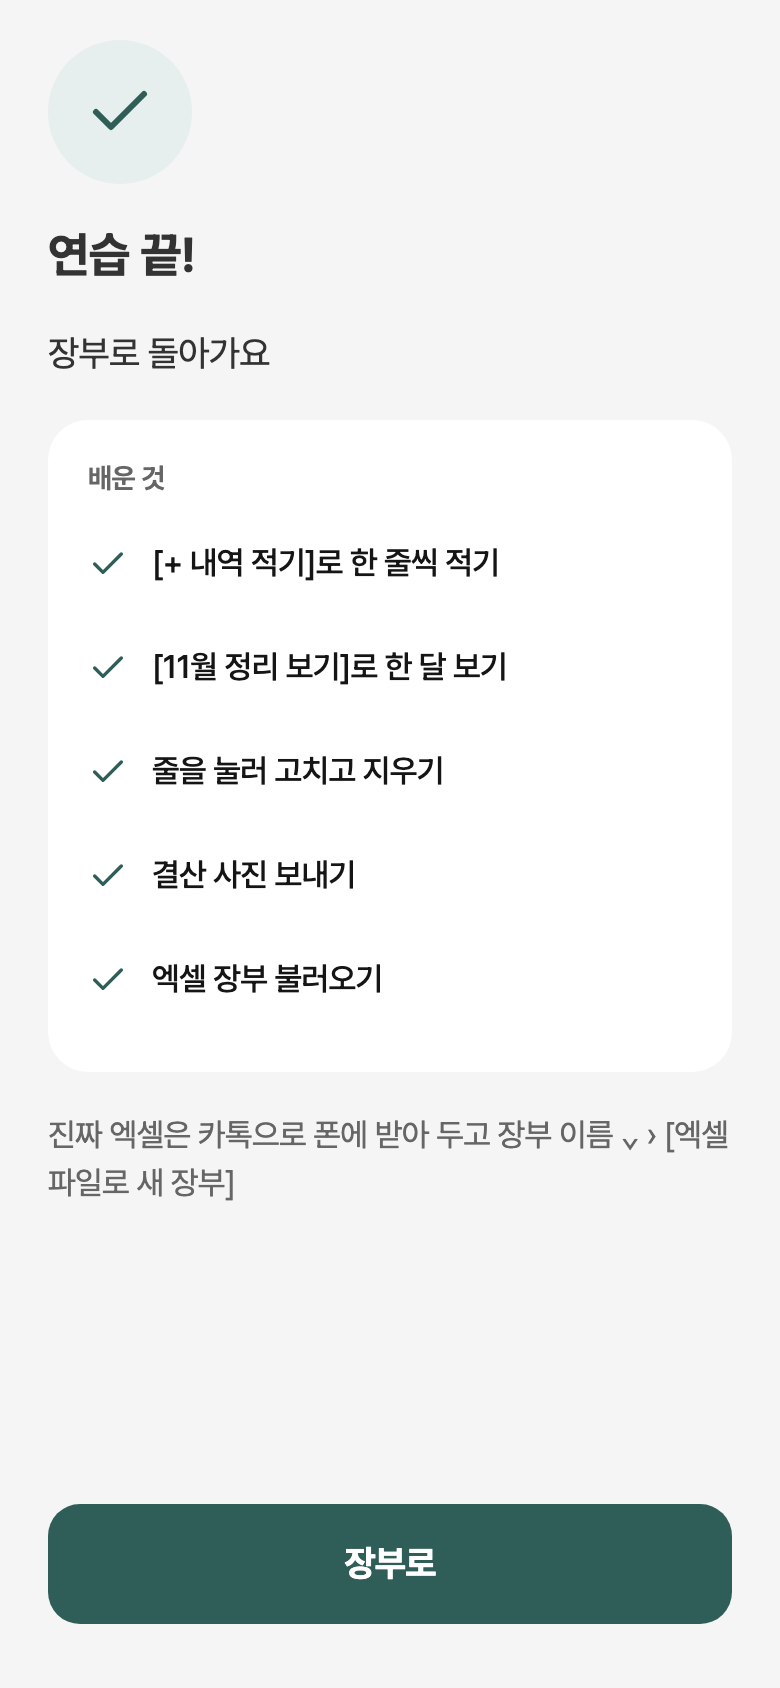 연습 끝!
장부로 돌아가요
배운 것
[+ 내역 적기]로 한 줄씩 적기
[11월 정리 보기]로 한 달 보기
줄을 눌러 고치고 지우기
결산 사진 보내기
엑셀 장부 불러오기
진짜 엑셀은 카톡으로 폰에 받아 두고 장부 이름 ⌄ › [엑셀
파일로 새 장부]
장부로